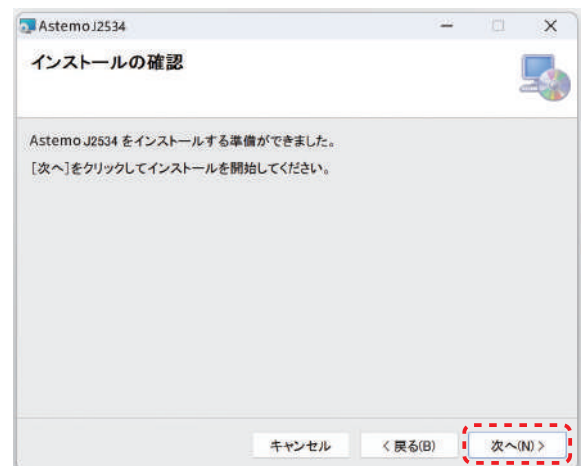 Astemo J2534
インストールの確認
Astemo J2534 をインストールする準備ができました。
[次へ]をクリックしてインストールを開始してください。
キャンセル
< 戻る(B)
次へ(N) >